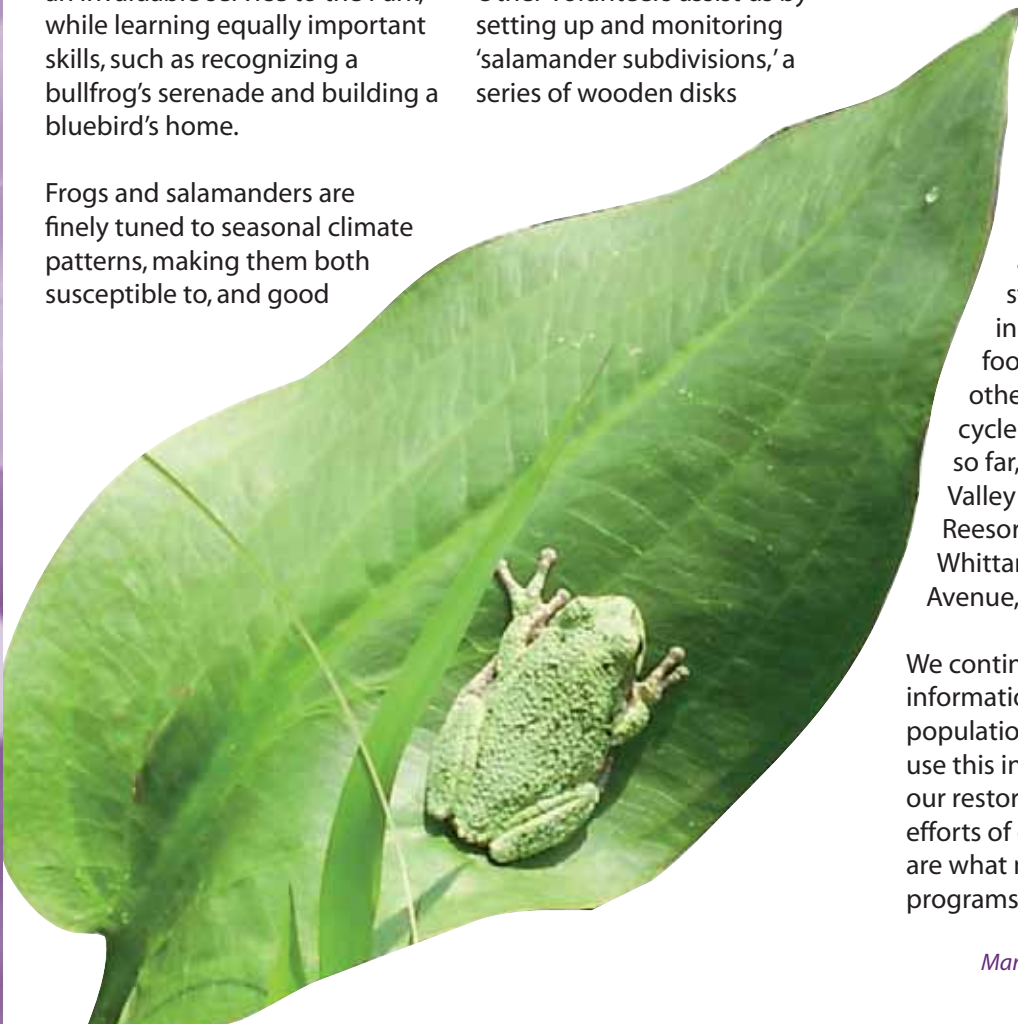 while learning equally important
skills, such as recognizing a
bullfrog's serenade and building a
bluebird's home.
Frogs and salamanders are
finely tuned to seasonal climate
patterns, making them both
susceptible to, and good
setting up and monitoring
‘salamander subdivisions,’ a
series of wooden disks
in
foo
othe
cycle
so far,
Valley
Reesor
Whittam
Avenue,
We contin
informatio
populatio
use this in
our restor
efforts of
are what
programs
Mar